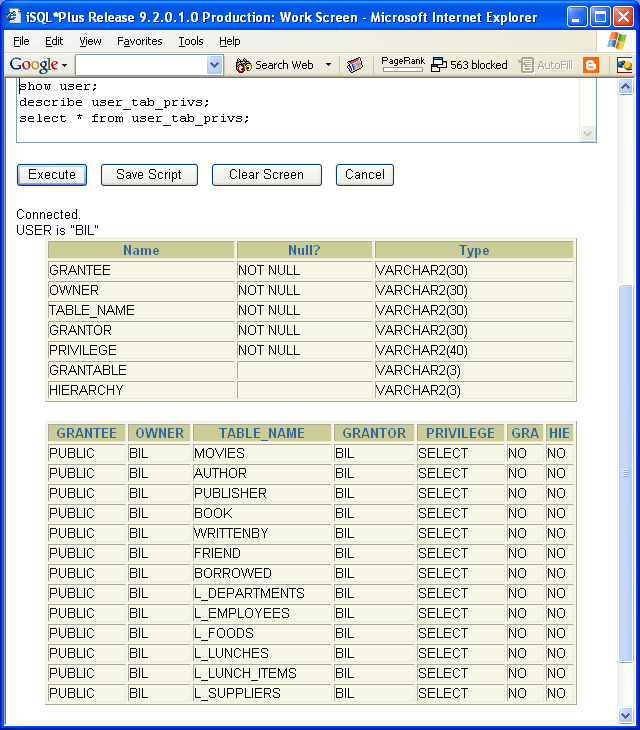 iSQL*Plus Release 9.2.0.1.0 Production: Work Screen - Microsoft Internet Explorer
File Edit View Favorites Tools Help
Google Search Web PageRank 563 blocked AutoFill
show user;
describe user_tab_privs;
select * from user_tab_privs;
Execute Save Script Clear Screen Cancel
Connected.
USER is "BIL"
Name Null? Type
GRANTEE NOT NULL VARCHAR2(30)
OWNER NOT NULL VARCHAR2(30)
TABLE_NAME NOT NULL VARCHAR2(30)
GRANTOR NOT NULL VARCHAR2(30)
PRIVILEGE NOT NULL VARCHAR2(40)
GRANTABLE VARCHAR2(3)
HIERARCHY VARCHAR2(3)
GRANTEE OWNER TABLE_NAME GRANTOR PRIVILEGE GRA HIE
PUBLIC BIL MOVIES BIL SELECT NO NO
PUBLIC BIL AUTHOR BIL SELECT NO NO
PUBLIC BIL PUBLISHER BIL SELECT NO NO
PUBLIC BIL BOOK BIL SELECT NO NO
PUBLIC BIL WRITTENBY BIL SELECT NO NO
PUBLIC BIL FRIEND BIL SELECT NO NO
PUBLIC BIL BORROWED BIL SELECT NO NO
PUBLIC BIL L_DEPARTMENTS BIL SELECT NO NO
PUBLIC BIL L_EMPLOYEES BIL SELECT NO NO
PUBLIC BIL L_FOODS BIL SELECT NO NO
PUBLIC BIL L_LUNCHES BIL SELECT NO NO
PUBLIC BIL L_LUNCH_ITEMS BIL SELECT NO NO
PUBLIC BIL L_SUPPLIERS BIL SELECT NO NO